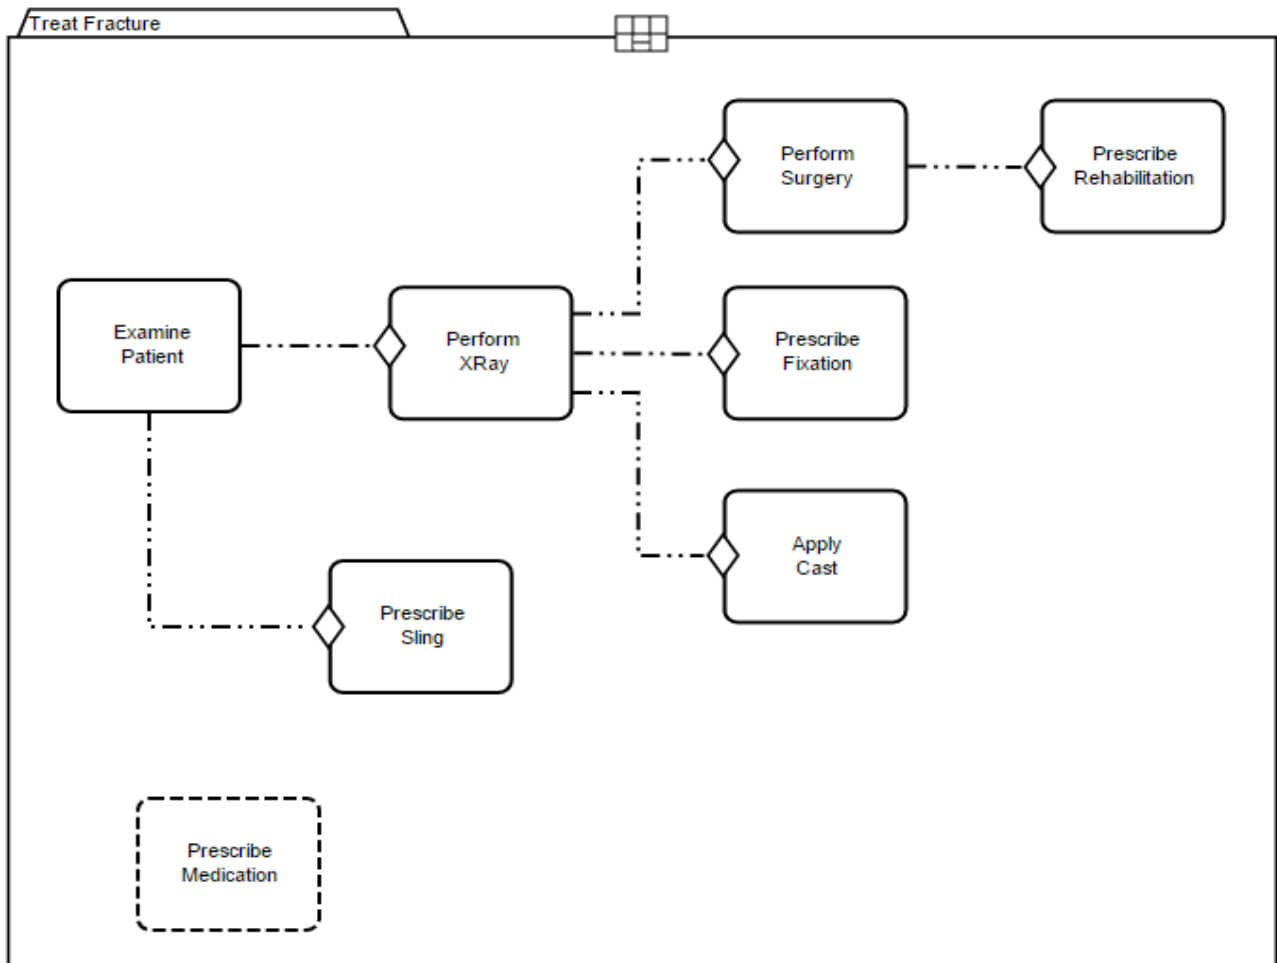 Treat Fracture
Perform
Surgery
Prescribe
Rehabilitation
Examine
Patient
Perform
XRay
Prescribe
Fixation
Apply
Cast
Prescribe
Sling
Prescribe
Medication